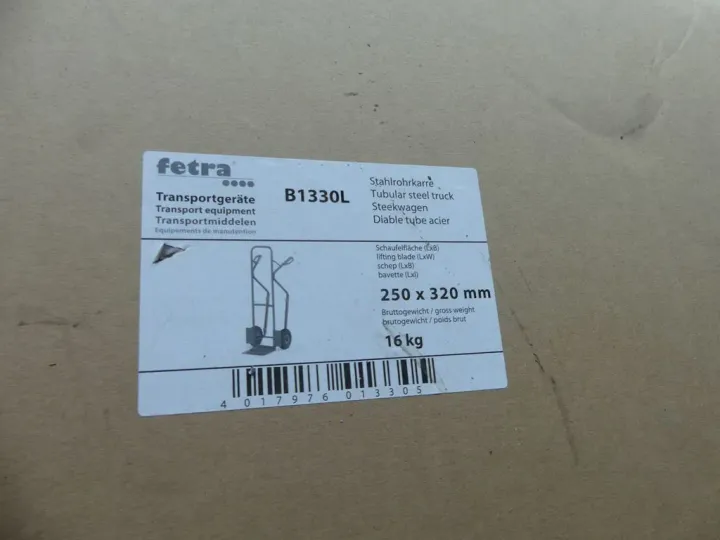 fetra
Transportgeräte
Transport equipment
Transportmiddelen
Equipements de manutention
B1330L
Stahlrohrkarre
Tubular steel truck
Steekwagen
Diable tube acier
Schaufelfläche (LxB)
lifting blade (LxW)
schep (LxB)
bavette (Lxl)
250 x 320 mm
Bruttogewicht / gross weight
brutogewicht / poids brut
16 kg
4 017976 013305